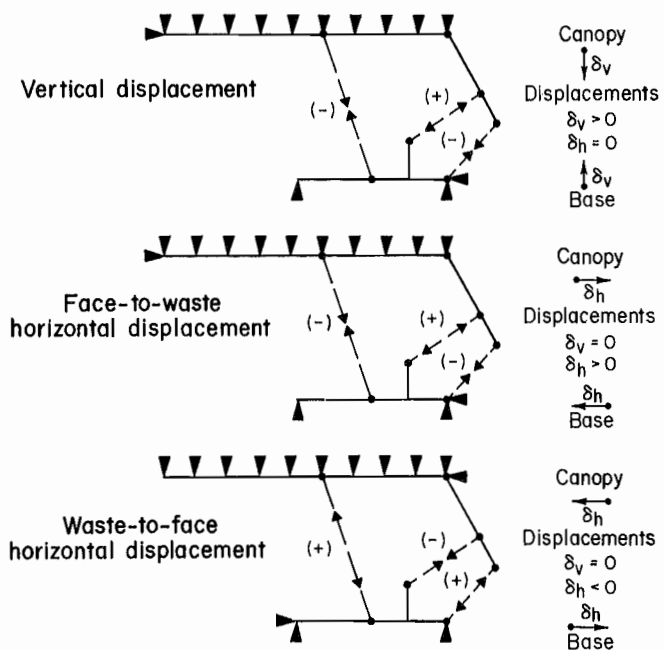 Vertical displacement
(-)
(+)
(-)
Canopy
δv
Displacements
δv > 0
δh = 0
δv
Base
Face-to-waste
horizontal displacement
(-)
(+)
(-)
Canopy
δh
Displacements
δv = 0
δh > 0
δh
Base
Waste-to-face
horizontal displacement
(+)
(-)
(+)
Canopy
δh
Displacements
δv = 0
δh < 0
δh
Base